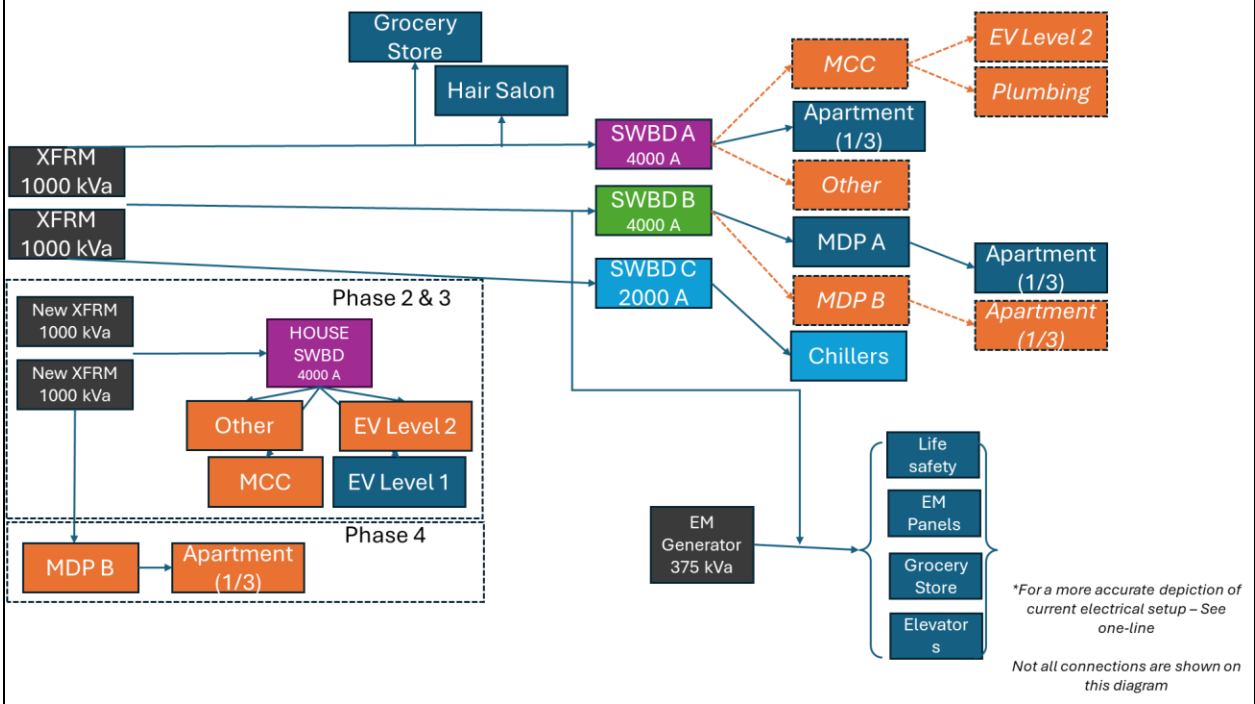 Grocery
Store
Hair Salon
XFRM
1000 kVa
XFRM
1000 kVa
SWBD A
4000 A
SWBD B
4000 A
SWBD C
2000 A
MCC
EV Level 2
Plumbing
Apartment
(1/3)
Other
MDP A
Apartment
(1/3)
MDP B
Apartment
(1/3)
Chillers
Phase 2 & 3
New XFRM
1000 kVa
New XFRM
1000 kVa
HOUSE
SWBD
4000 A
Other
EV Level 2
MCC
EV Level 1
Phase 4
MDP B
Apartment
(1/3)
EM
Generator
375 kVa
Life
safety
EM
Panels
Grocery
Store
Elevator
s
*For a more accurate depiction of
current electrical setup – See
one-line
Not all connections are shown on
this diagram